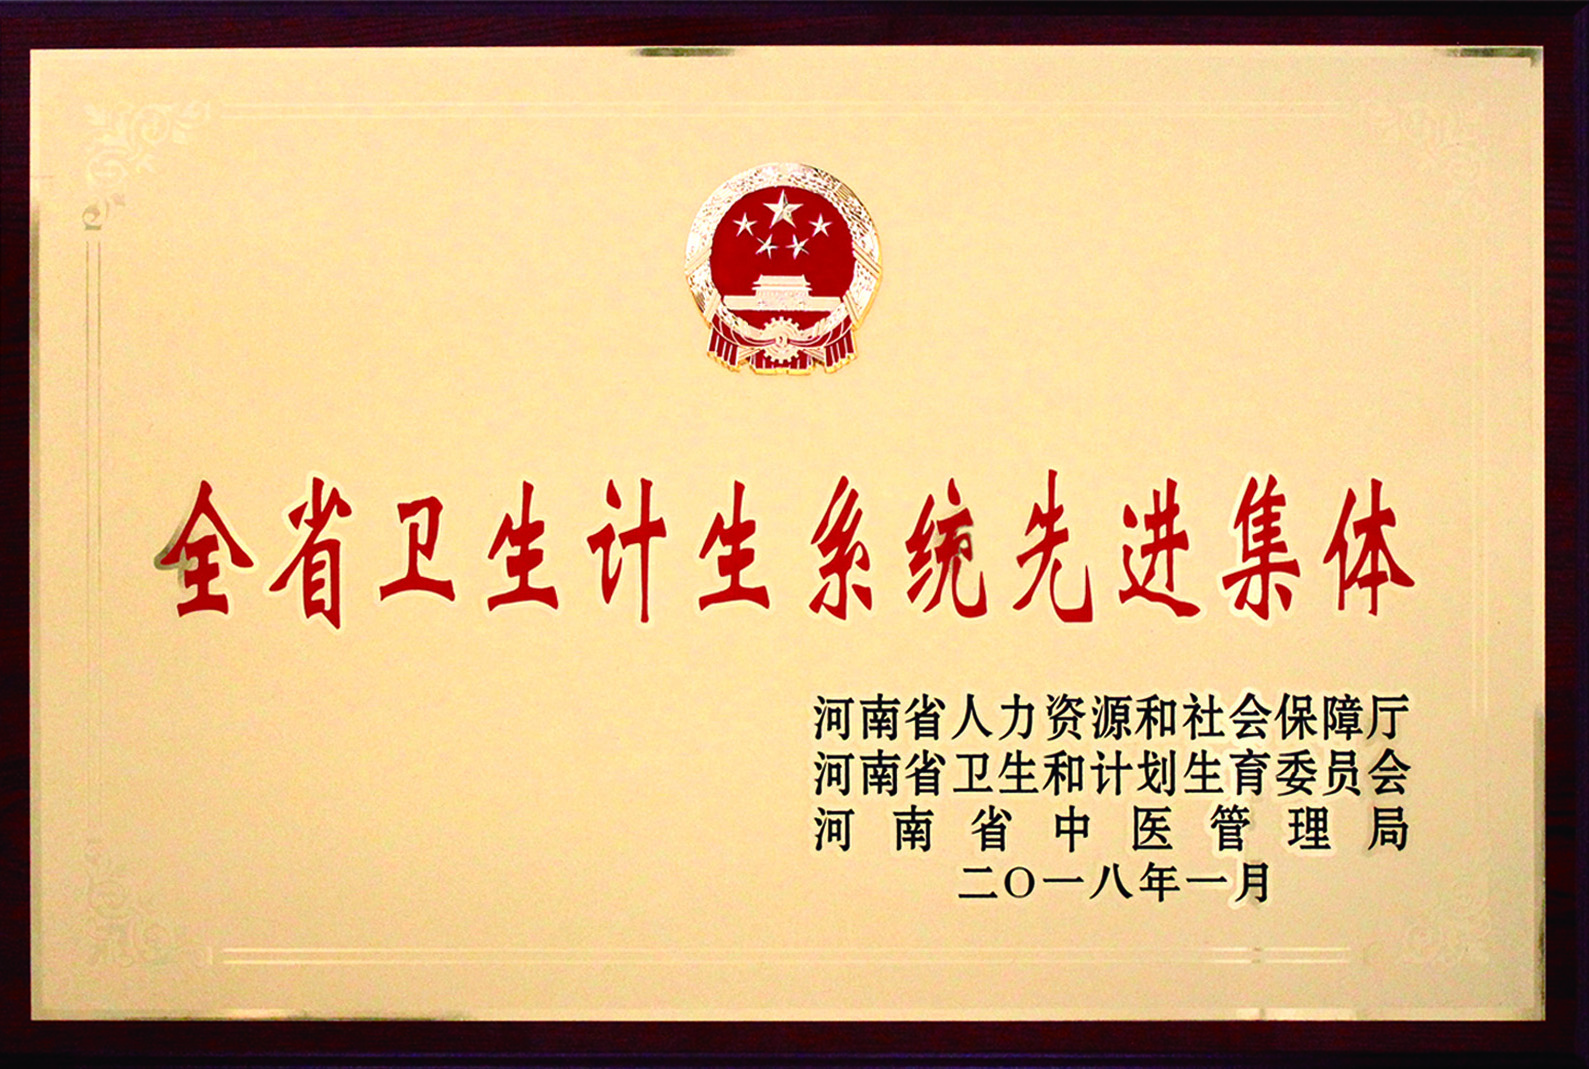 全省卫生计生系统先进集体
河南省人力资源和社会保障厅
河南省卫生和计划生育委员会
河南省中医管理局
二〇一八年一月